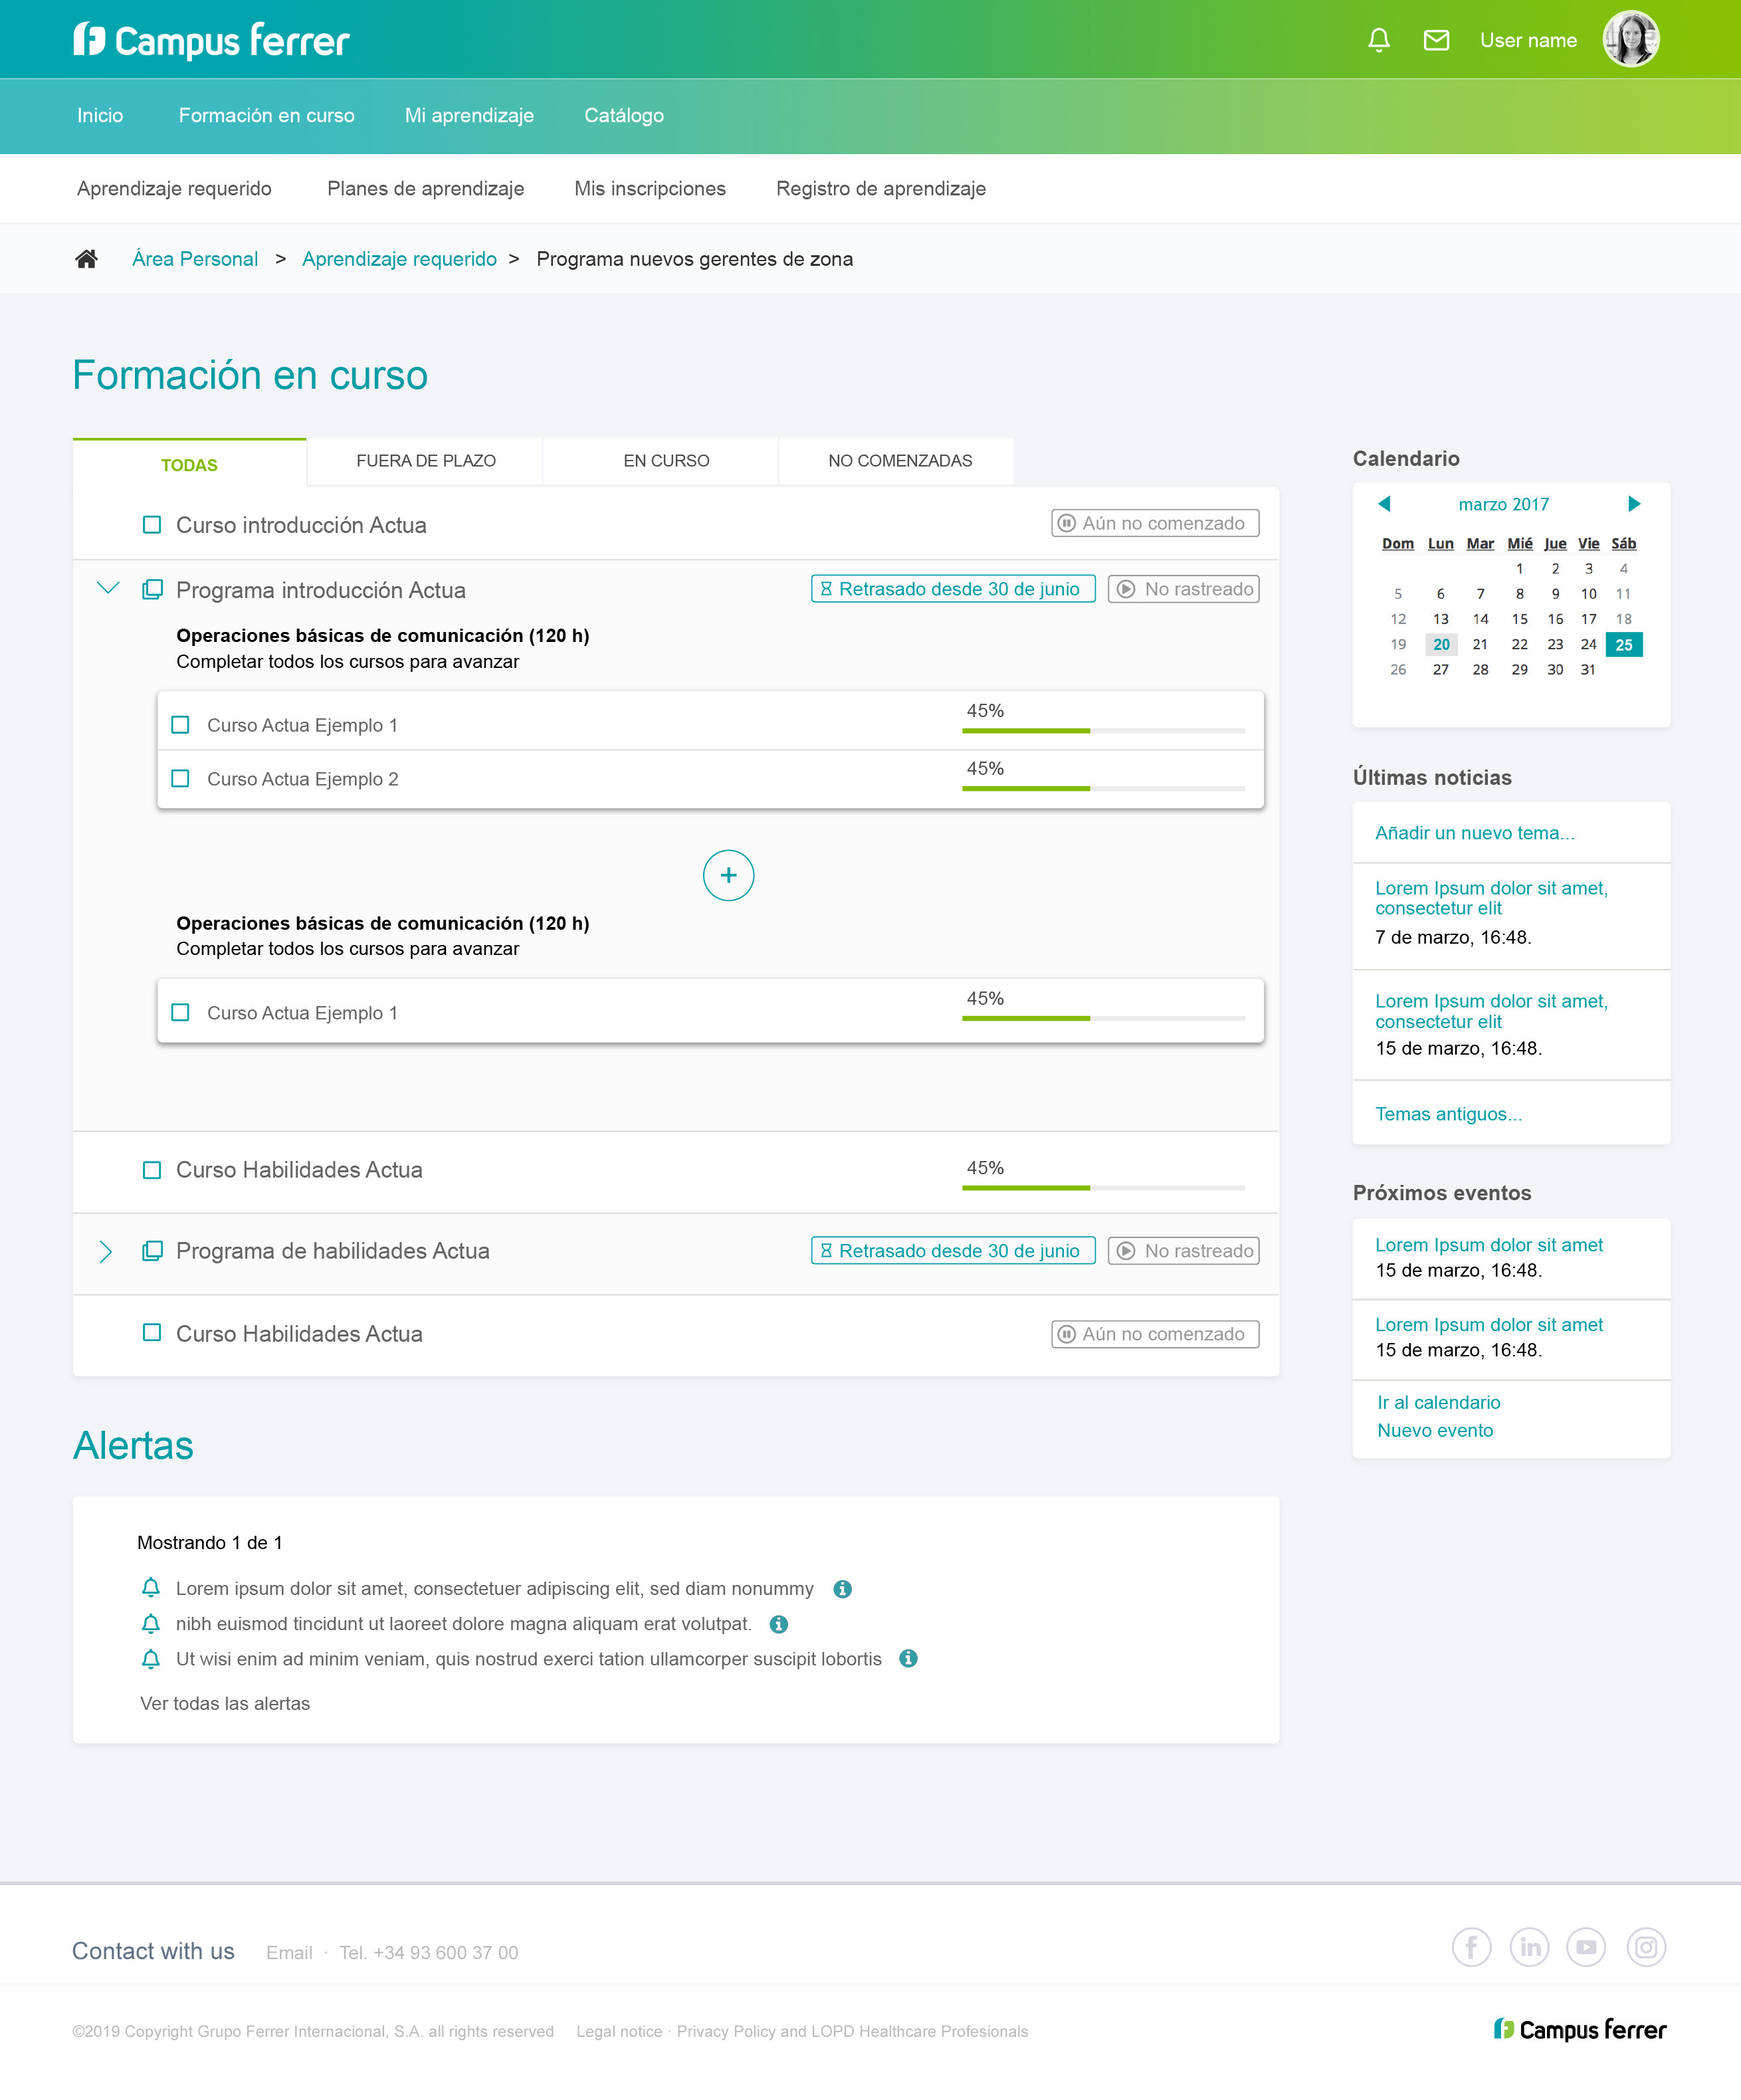 Campus ferrer
User name
Inicio Formación en curso Mi aprendizaje Catálogo
Aprendizaje requerido Planes de aprendizaje Mis inscripciones Registro de aprendizaje
Área Personal > Aprendizaje requerido > Programa nuevos gerentes de zona
Formación en curso
TODAS FUERA DE PLAZO EN CURSO NO COMENZADAS
Curso introducción Actua Aún no comenzado
Programa introducción Actua Retrasado desde 30 de junio No rastreado
Operaciones básicas de comunicación (120 h)
Completar todos los cursos para avanzar
Curso Actua Ejemplo 1 45%
Curso Actua Ejemplo 2 45%
+
Operaciones básicas de comunicación (120 h)
Completar todos los cursos para avanzar
Curso Actua Ejemplo 1 45%
Curso Habilidades Actua 45%
Programa de habilidades Actua Retrasado desde 30 de junio No rastreado
Curso Habilidades Actua Aún no comenzado
Calendario
marzo 2017
Dom Lun Mar Mié Jue Vie Sáb
1 2 3 4
5 6 7 8 9 10 11
12 13 14 15 16 17 18
19 20 21 22 23 24 25
26 27 28 29 30 31
Últimas noticias
Añadir un nuevo tema...
Lorem Ipsum dolor sit amet,
consectetur elit
7 de marzo, 16:48.
Lorem Ipsum dolor sit amet,
consectetur elit
15 de marzo, 16:48.
Temas antiguos...
Próximos eventos
Lorem Ipsum dolor sit amet
15 de marzo, 16:48.
Lorem Ipsum dolor sit amet
15 de marzo, 16:48.
Ir al calendario
Nuevo evento
Alertas
Mostrando 1 de 1
Lorem ipsum dolor sit amet, consectetuer adipiscing elit, sed diam nonummy
nibh euismod tincidunt ut laoreet dolore magna aliquam erat volutpat.
Ut wisi enim ad minim veniam, quis nostrud exerci tation ullamcorper suscipit lobortis
Ver todas las alertas
Contact with us Email · Tel. +34 93 600 37 00
©2019 Copyright Grupo Ferrer Internacional, S.A. all rights reserved Legal notice · Privacy Policy and LOPD Healthcare Profesionals
Campus ferrer